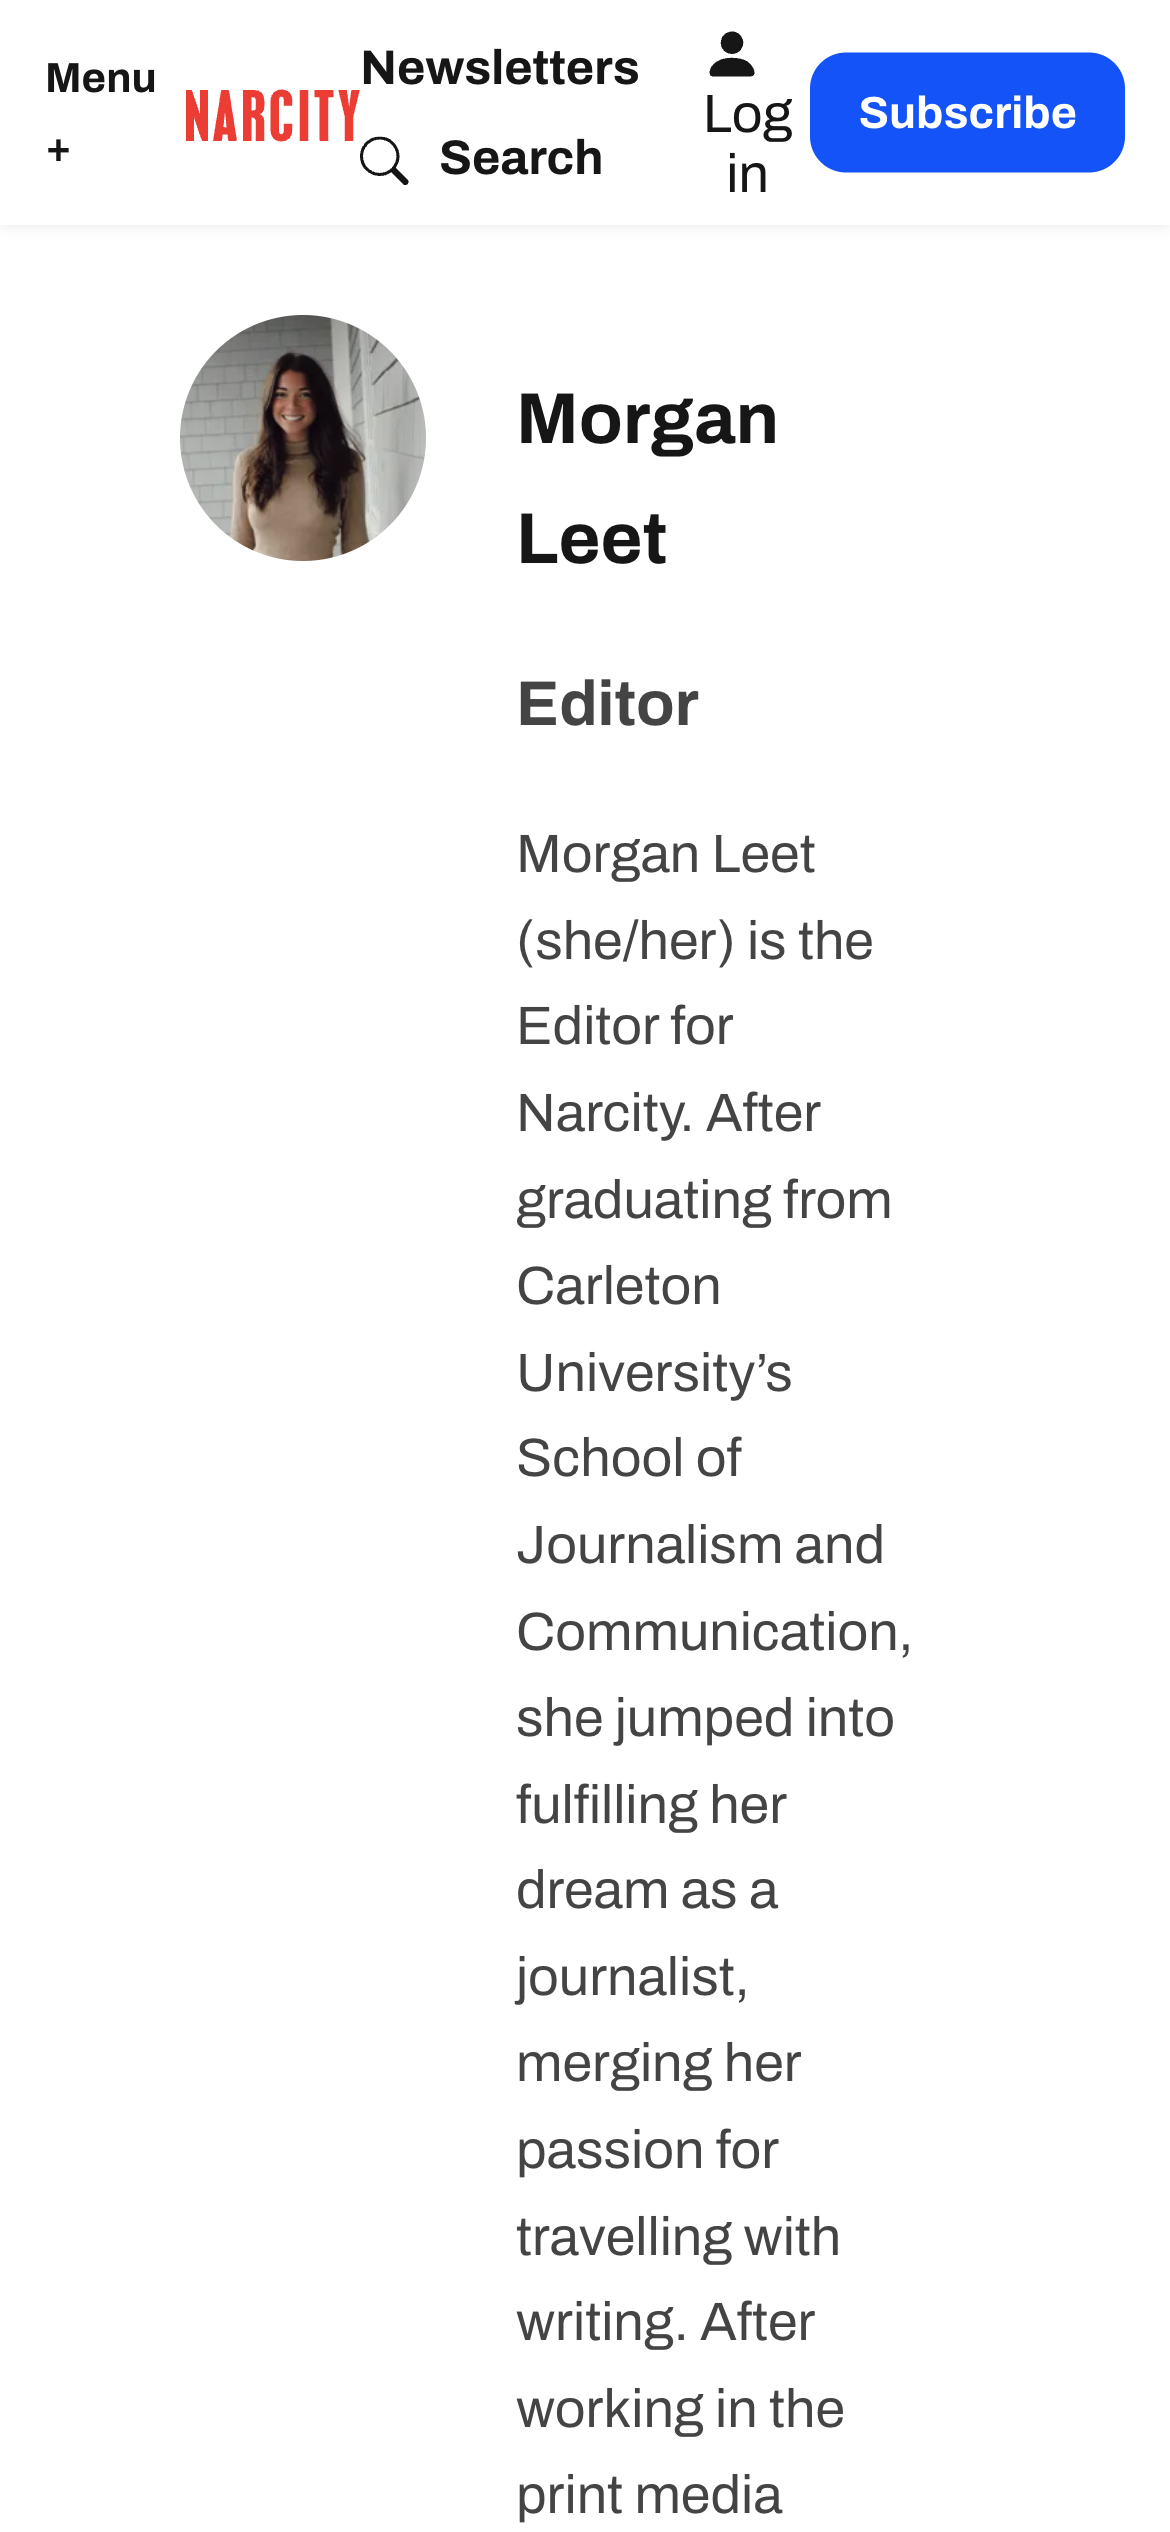 Menu
+
NARCITY
Newsletters
Search
Log
in
Subscribe
Morgan
Leet
Editor
Morgan Leet
(she/her) is the
Editor for
Narcity. After
graduating from
Carleton
University’s
School of
Journalism and
Communication,
she jumped into
fulfilling her
dream as a
journalist,
merging her
passion for
travelling with
writing. After
working in the
print media